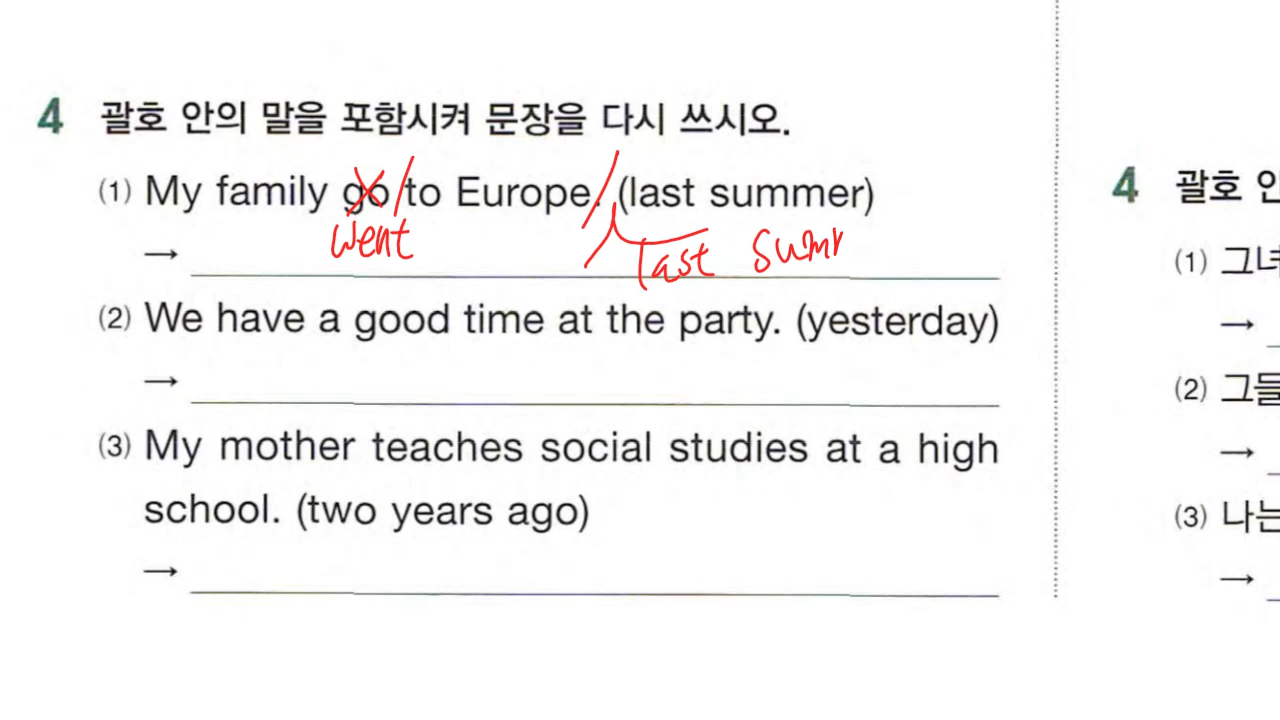 4 괄호 안의 말을 포함시켜 문장을 다시 쓰시오.
(1) My family go to Europe. (last summer)
went
→ last sumr
(2) We have a good time at the party. (yesterday)
→
(3) My mother teaches social studies at a high
school. (two years ago)
→
4 괄호 안
(1) 그녀
→
(2) 그들
→
(3) 나는
→